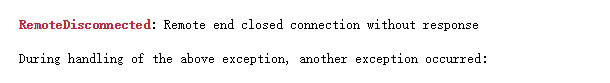 RemoteDisconnected: Remote end closed connection without response
During handling of the above exception, another exception occurred: